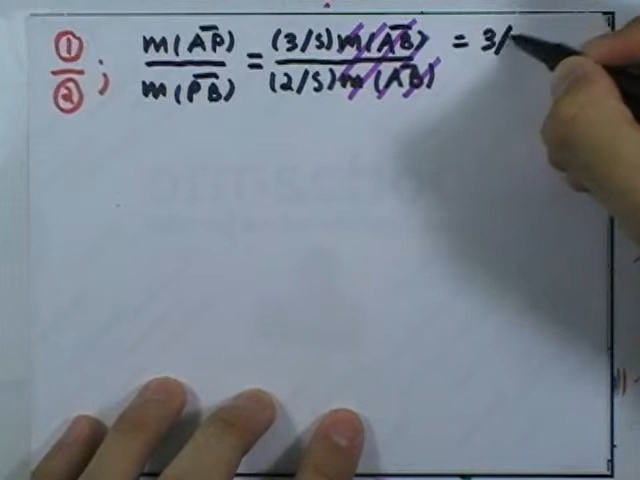 ① m(AP) (3/5) m(AB) = 3/
② ; m(PB) = (2/5) m(AB)